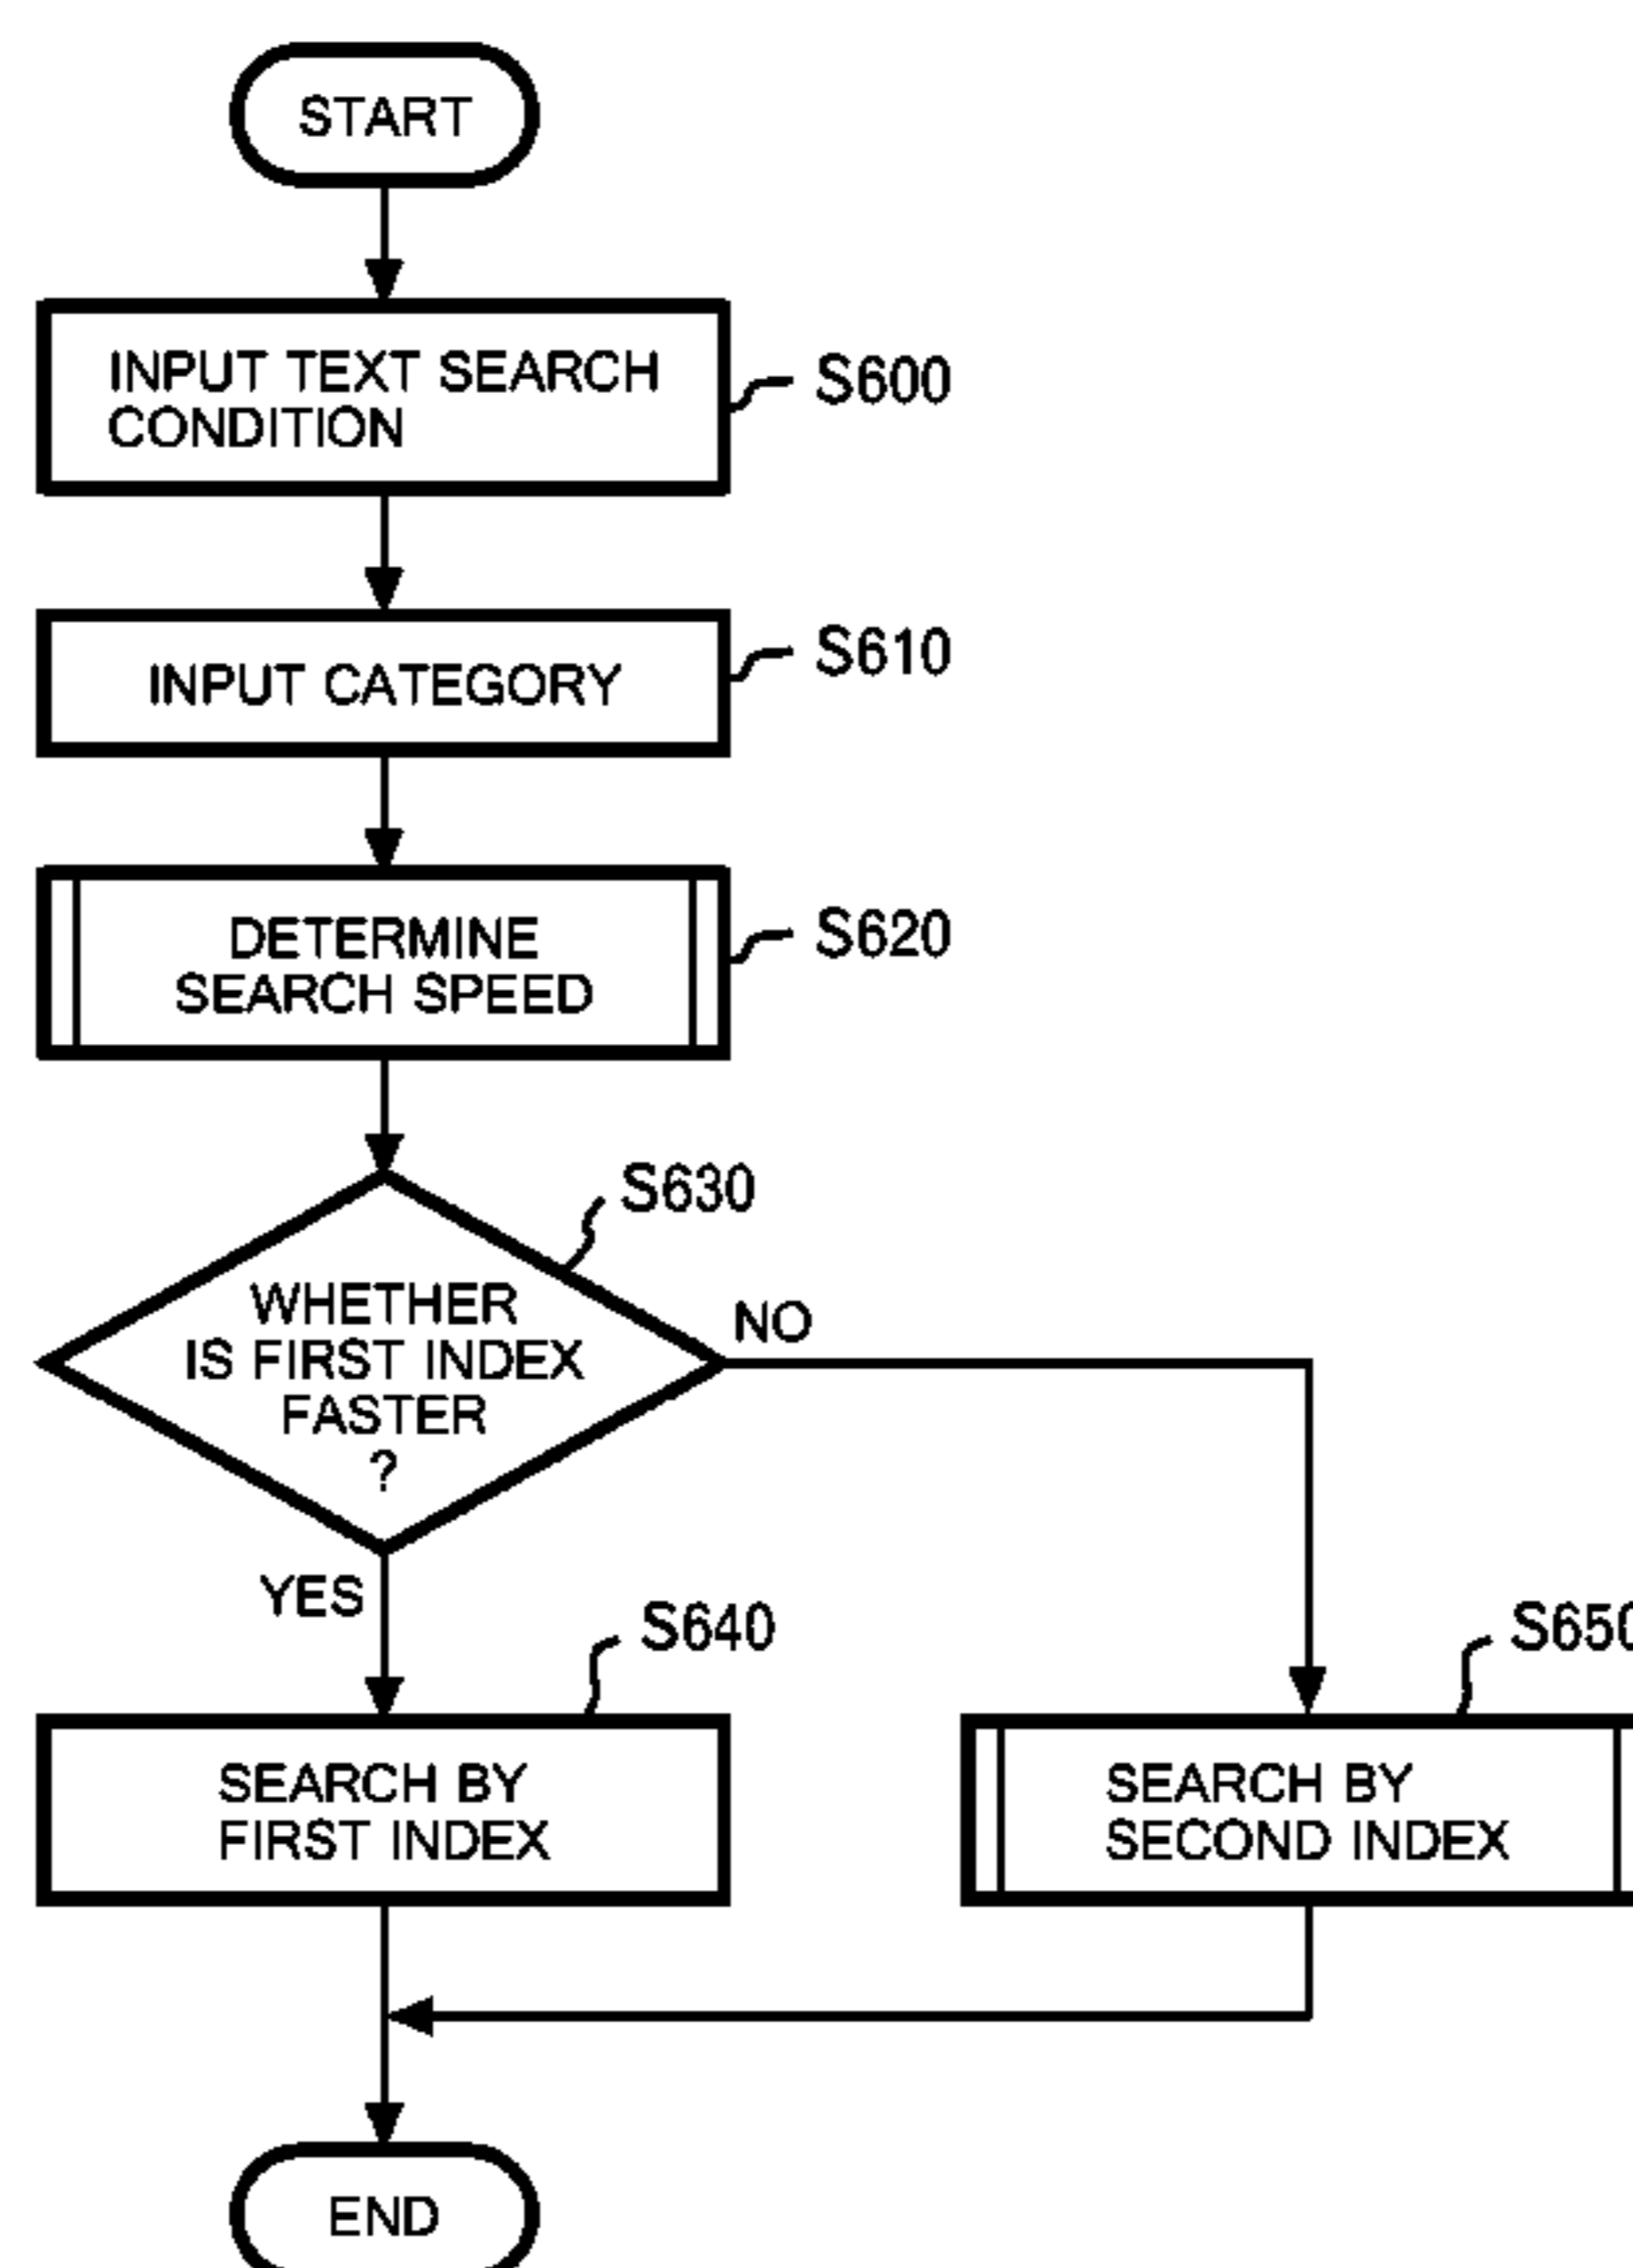 START
INPUT TEXT SEARCH
CONDITION
S600
INPUT CATEGORY
S610
DETERMINE
SEARCH SPEED
S620
S630
WHETHER
IS FIRST INDEX
FASTER
?
NO
YES
S640
S650
SEARCH BY
FIRST INDEX
SEARCH BY
SECOND INDEX
END